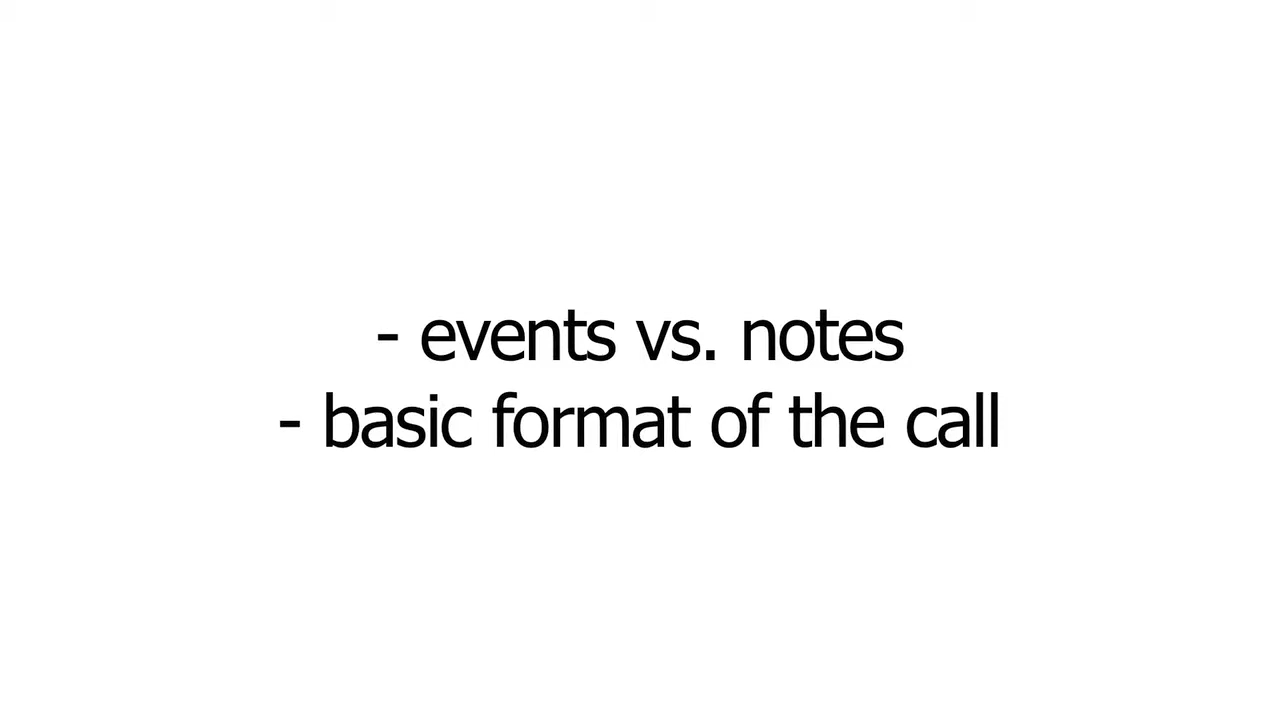 - events vs. notes
- basic format of the call